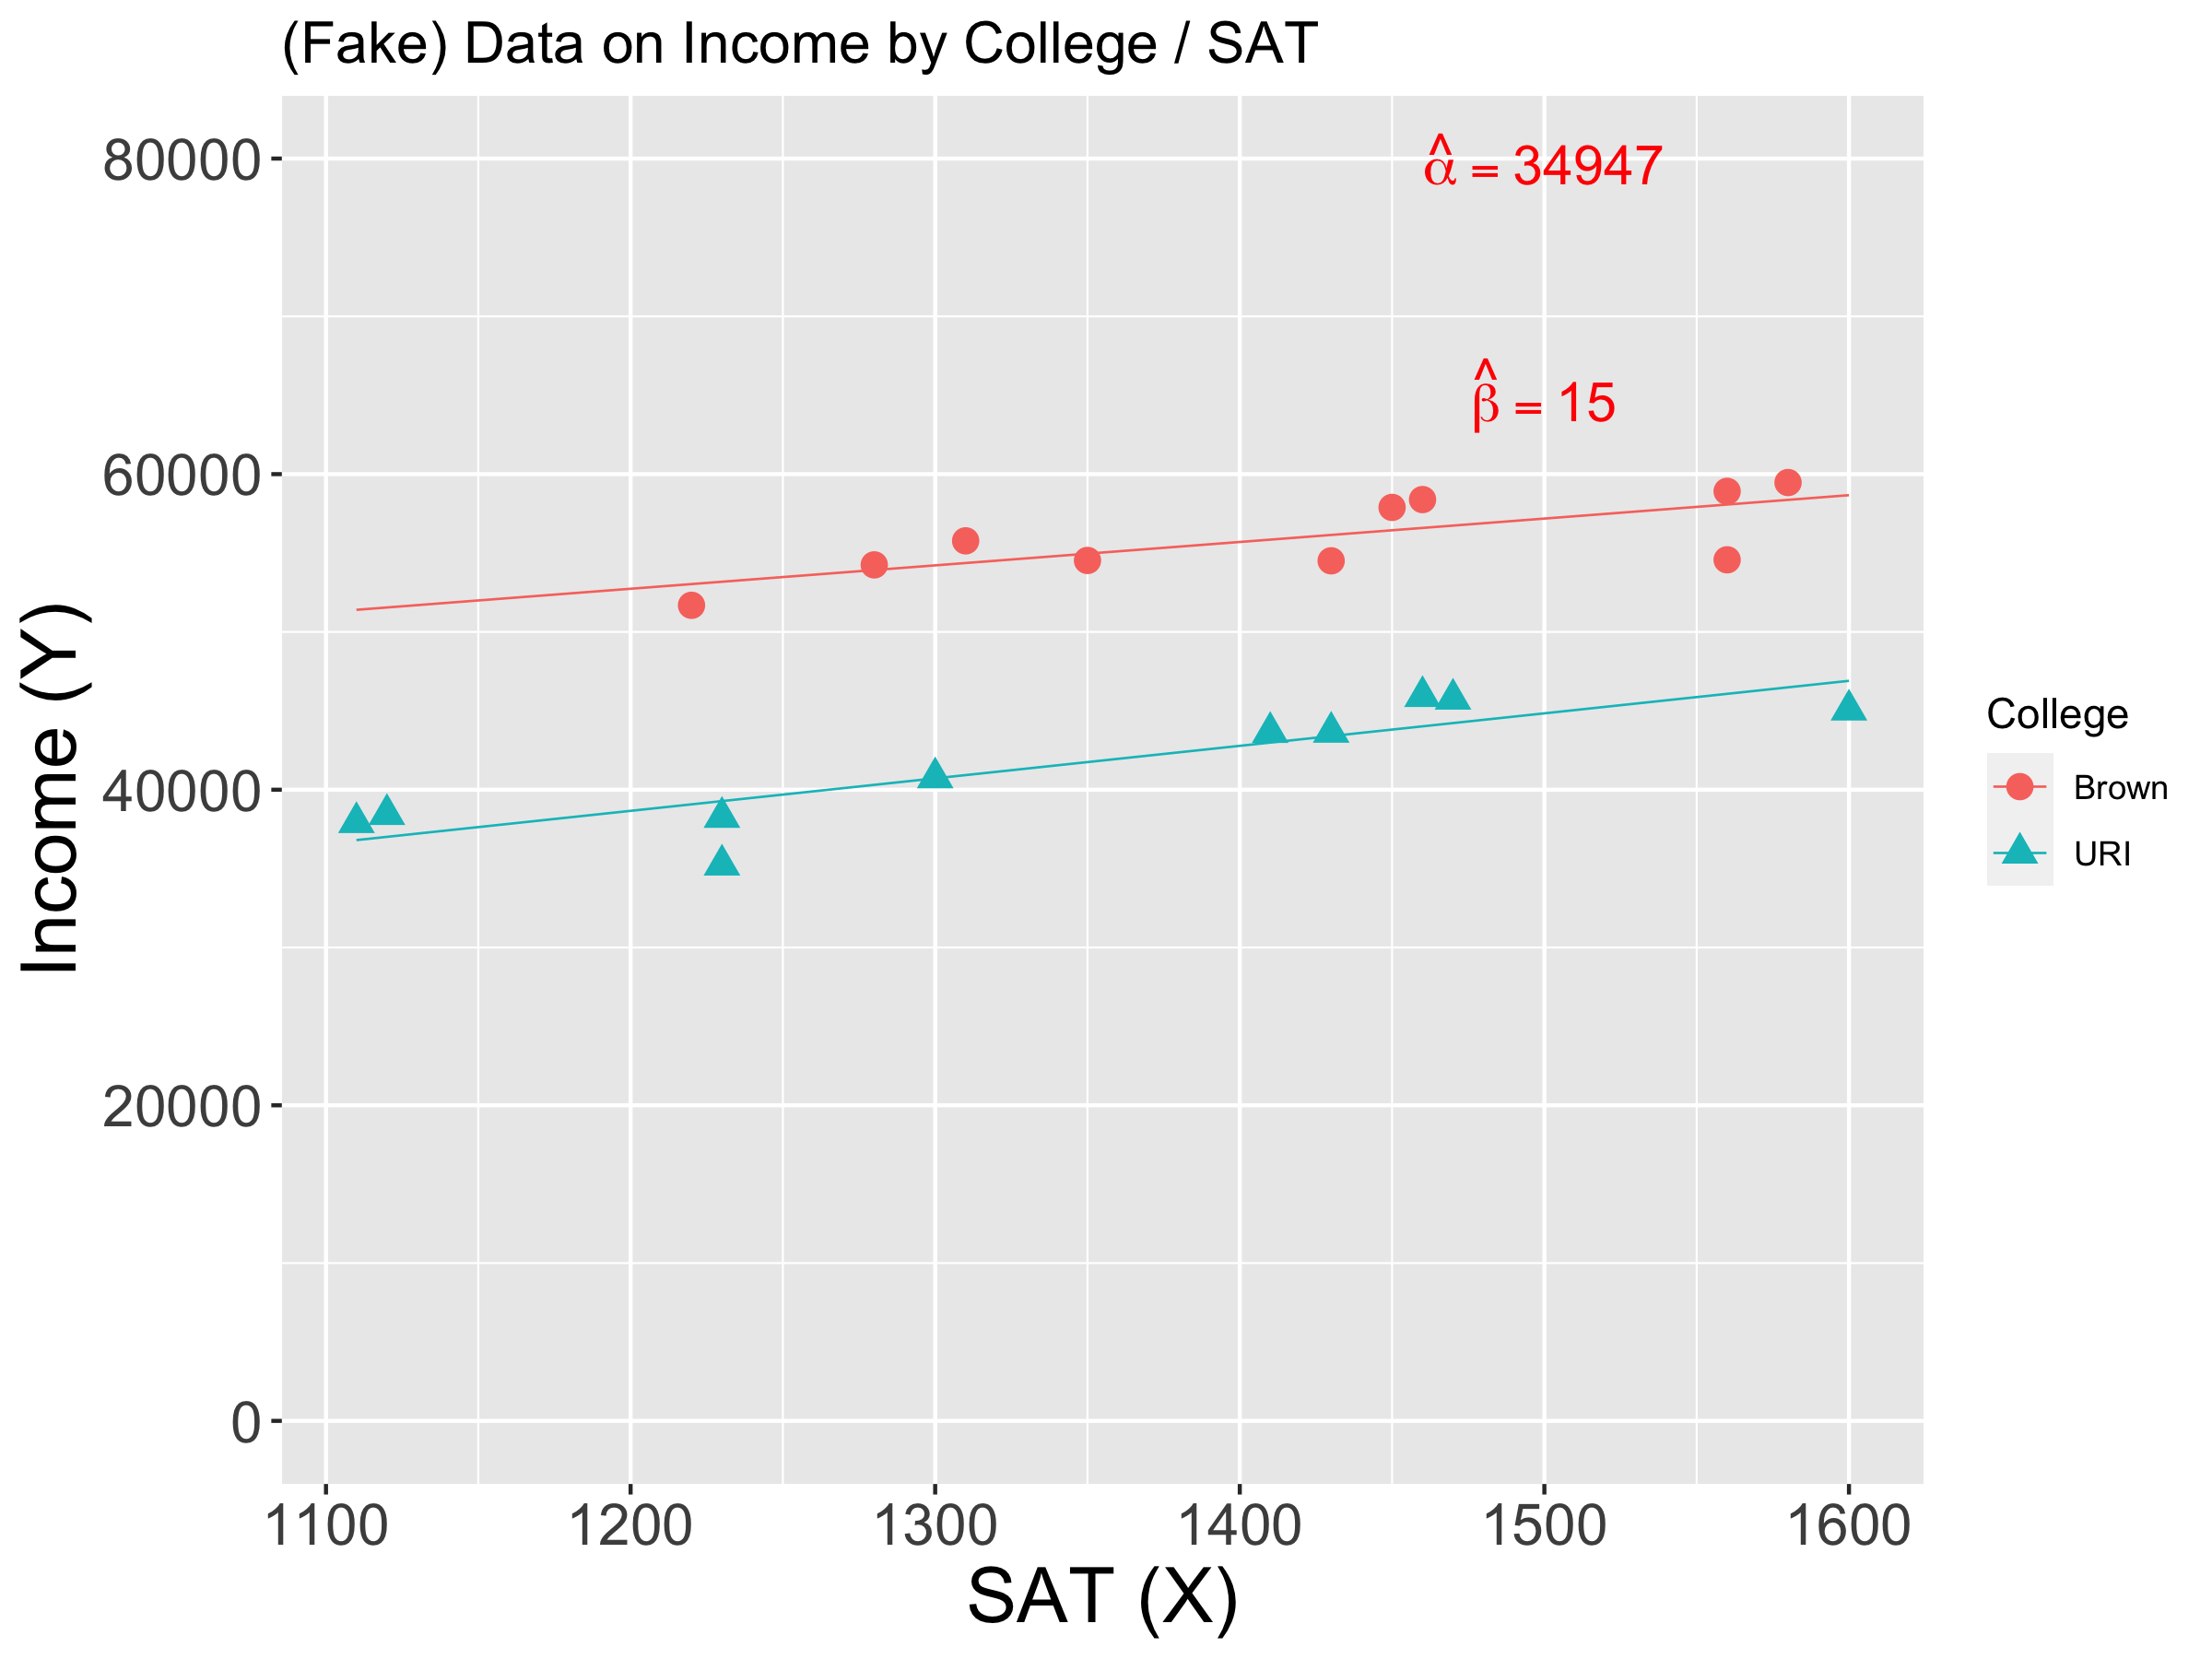 (Fake) Data on Income by College / SAT
80000
60000
40000
20000
0
Income (Y)
α̂ = 34947
β̂ = 15
1100 1200 1300 1400 1500 1600
SAT (X)
College
Brown
URI